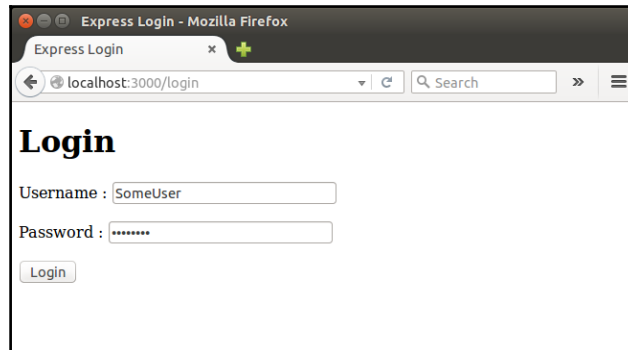 Express Login - Mozilla Firefox
Express Login
localhost:3000/login
Search
Login
Username : SomeUser
Password : ••••••••
Login